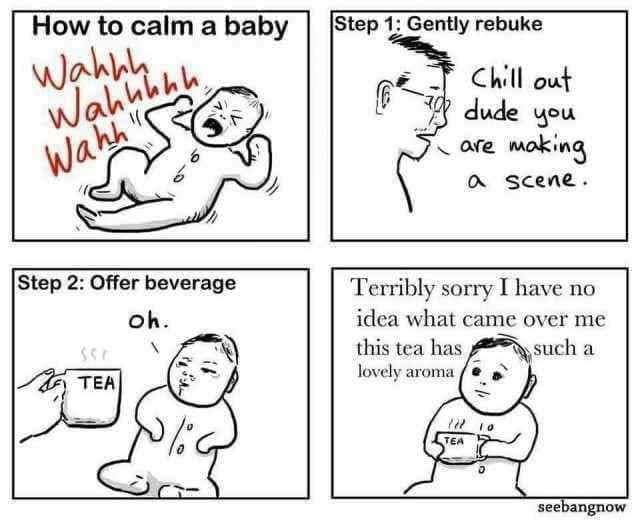 How to calm a baby
Wahhh
Wahhhhh
Wahh
Step 1: Gently rebuke
Chill out
dude you
are making
a scene.
Step 2: Offer beverage
oh.
TEA
Terribly sorry I have no
idea what came over me
this tea has such a
lovely aroma
TEA
seebangnow